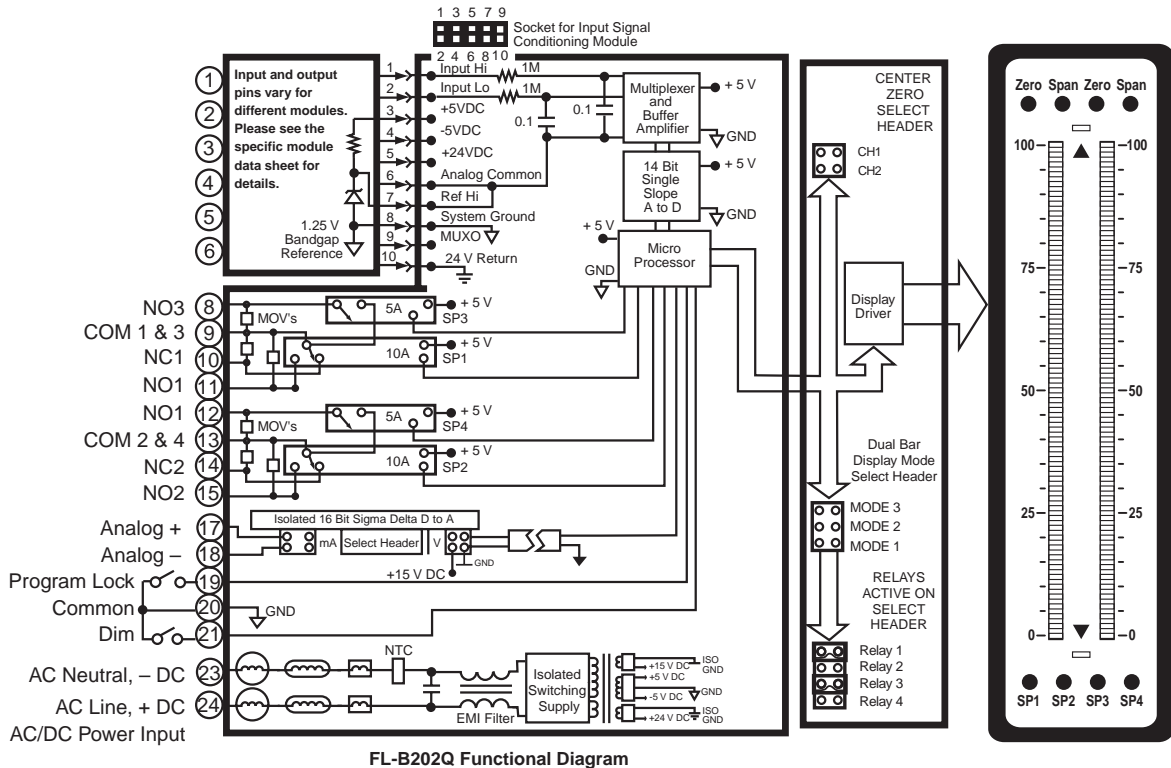 1 3 5 7 9
Socket for Input Signal
Conditioning Module
2 4 6 8 10
1
2
3
4
5
6
Input and output
pins vary for
different modules.
Please see the
specific module
data sheet for
details.
1.25 V
Bandgap
Reference
1 Input Hi 1M
2 Input Lo 1M
3 +5VDC
4 -5VDC
5 +24VDC
6 Analog Common
7 Ref Hi
8 System Ground
9 MUXO
10 24 V Return
0.1
0.1
Multiplexer
and
Buffer
Amplifier
+ 5 V
GND
14 Bit
Single
Slope
A to D
+ 5 V
GND
+ 5 V
Micro
Processor
GND
NO3 8
COM 1 & 3 9
NC1 10
NO1 11
MOV's
5A
+ 5 V
SP3
10A
+ 5 V
SP1
NO1 12
COM 2 & 4 13
NC2 14
NO2 15
MOV's
5A
+ 5 V
SP4
10A
+ 5 V
SP2
Isolated 16 Bit Sigma Delta D to A
Analog + 17
Analog – 18
mA
Select Header
V
GND
+15 V DC
Program Lock 19
Common 20
GND
Dim 21
NTC
AC Neutral, – DC 23
AC Line, + DC 24
AC/DC Power Input
EMI Filter
Isolated
Switching
Supply
+15 V DC
ISO
GND
+5 V DC
-5 V DC
GND
+24 V DC
ISO
GND
CENTER
ZERO
SELECT
HEADER
CH1
CH2
Display
Driver
Dual Bar
Display Mode
Select Header
MODE 3
MODE 2
MODE 1
RELAYS
ACTIVE ON
SELECT
HEADER
Relay 1
Relay 2
Relay 3
Relay 4
Zero Span Zero Span
100 100
75 75
50 50
25 25
0 0
SP1 SP2 SP3 SP4
FL-B202Q Functional Diagram